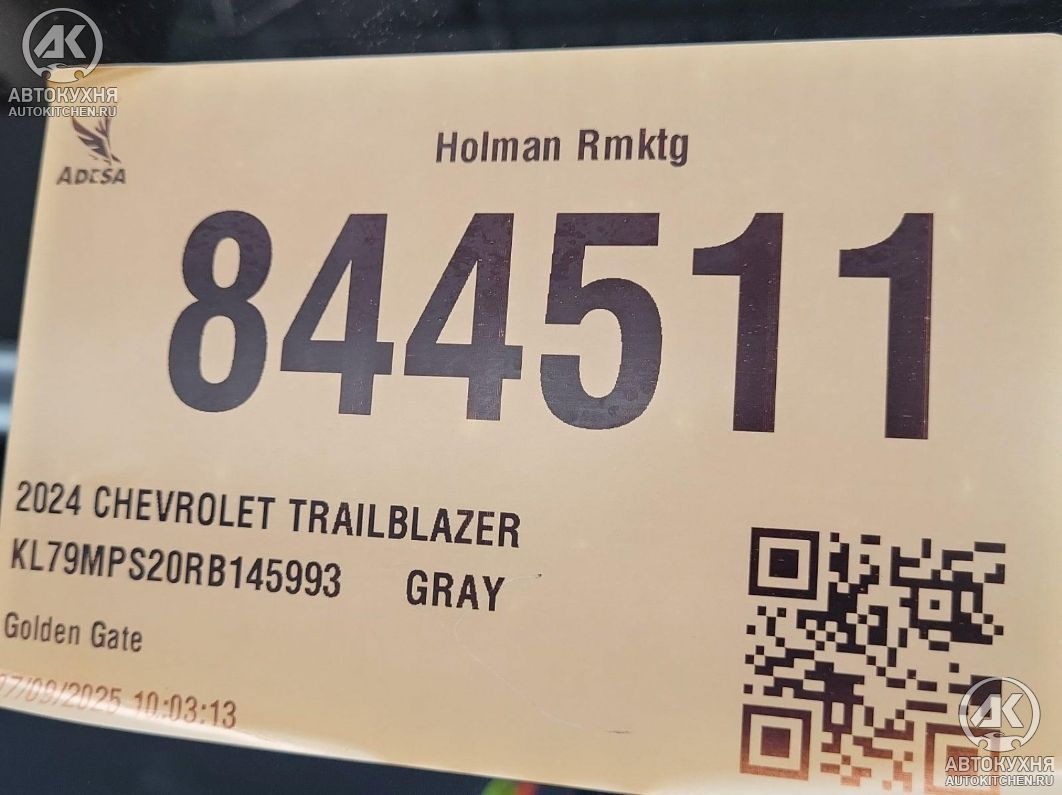 АВТОКУХНЯ
AUTOKITCHEN.RU
ADESA
Holman Rmktg
844511
2024 CHEVROLET TRAILBLAZER
KL79MPS20RB145993 GRAY
Golden Gate
10:03:13
АВТОКУХНЯ
AUTOKITCHEN.RU